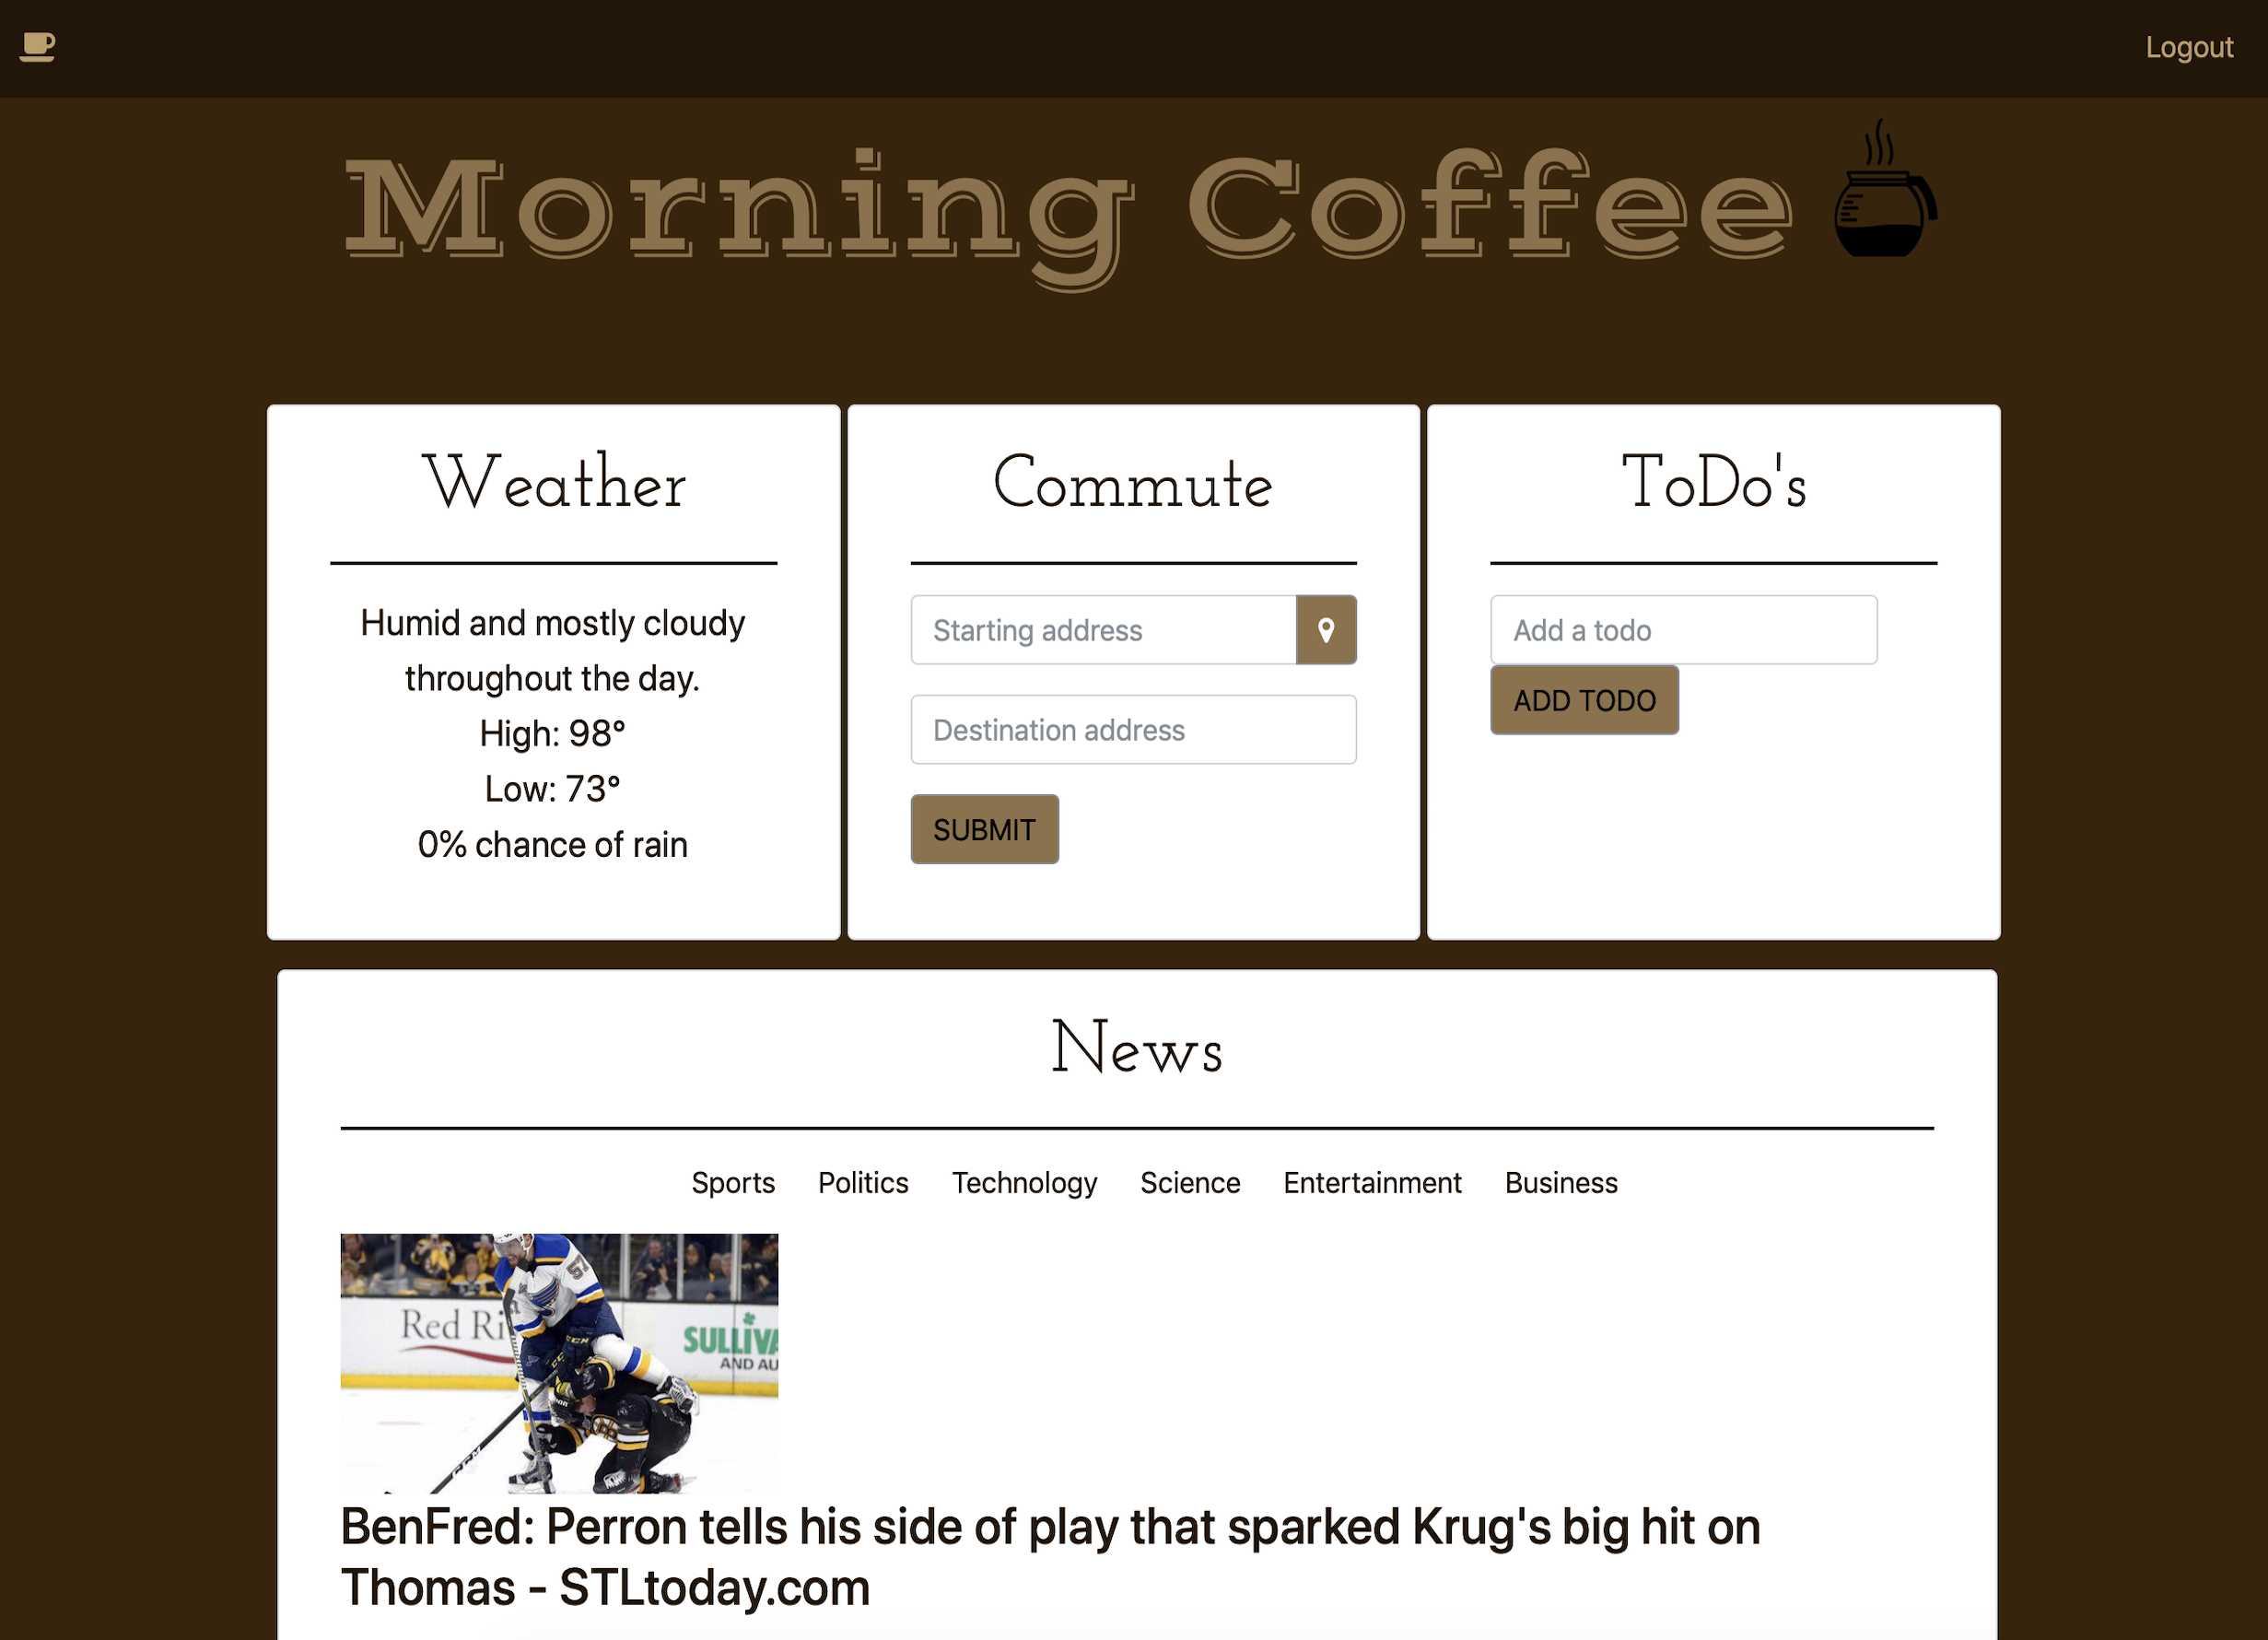 Logout
Morning Coffee
Weather
Humid and mostly cloudy
throughout the day.
High: 98°
Low: 73°
0% chance of rain
Commute
Starting address
Destination address
SUBMIT
ToDo's
Add a todo
ADD TODO
News
Sports Politics Technology Science Entertainment Business
Red Ri
SULLIVA
AND AU
57
CCM
CCM
BenFred: Perron tells his side of play that sparked Krug's big hit on
Thomas - STLtoday.com